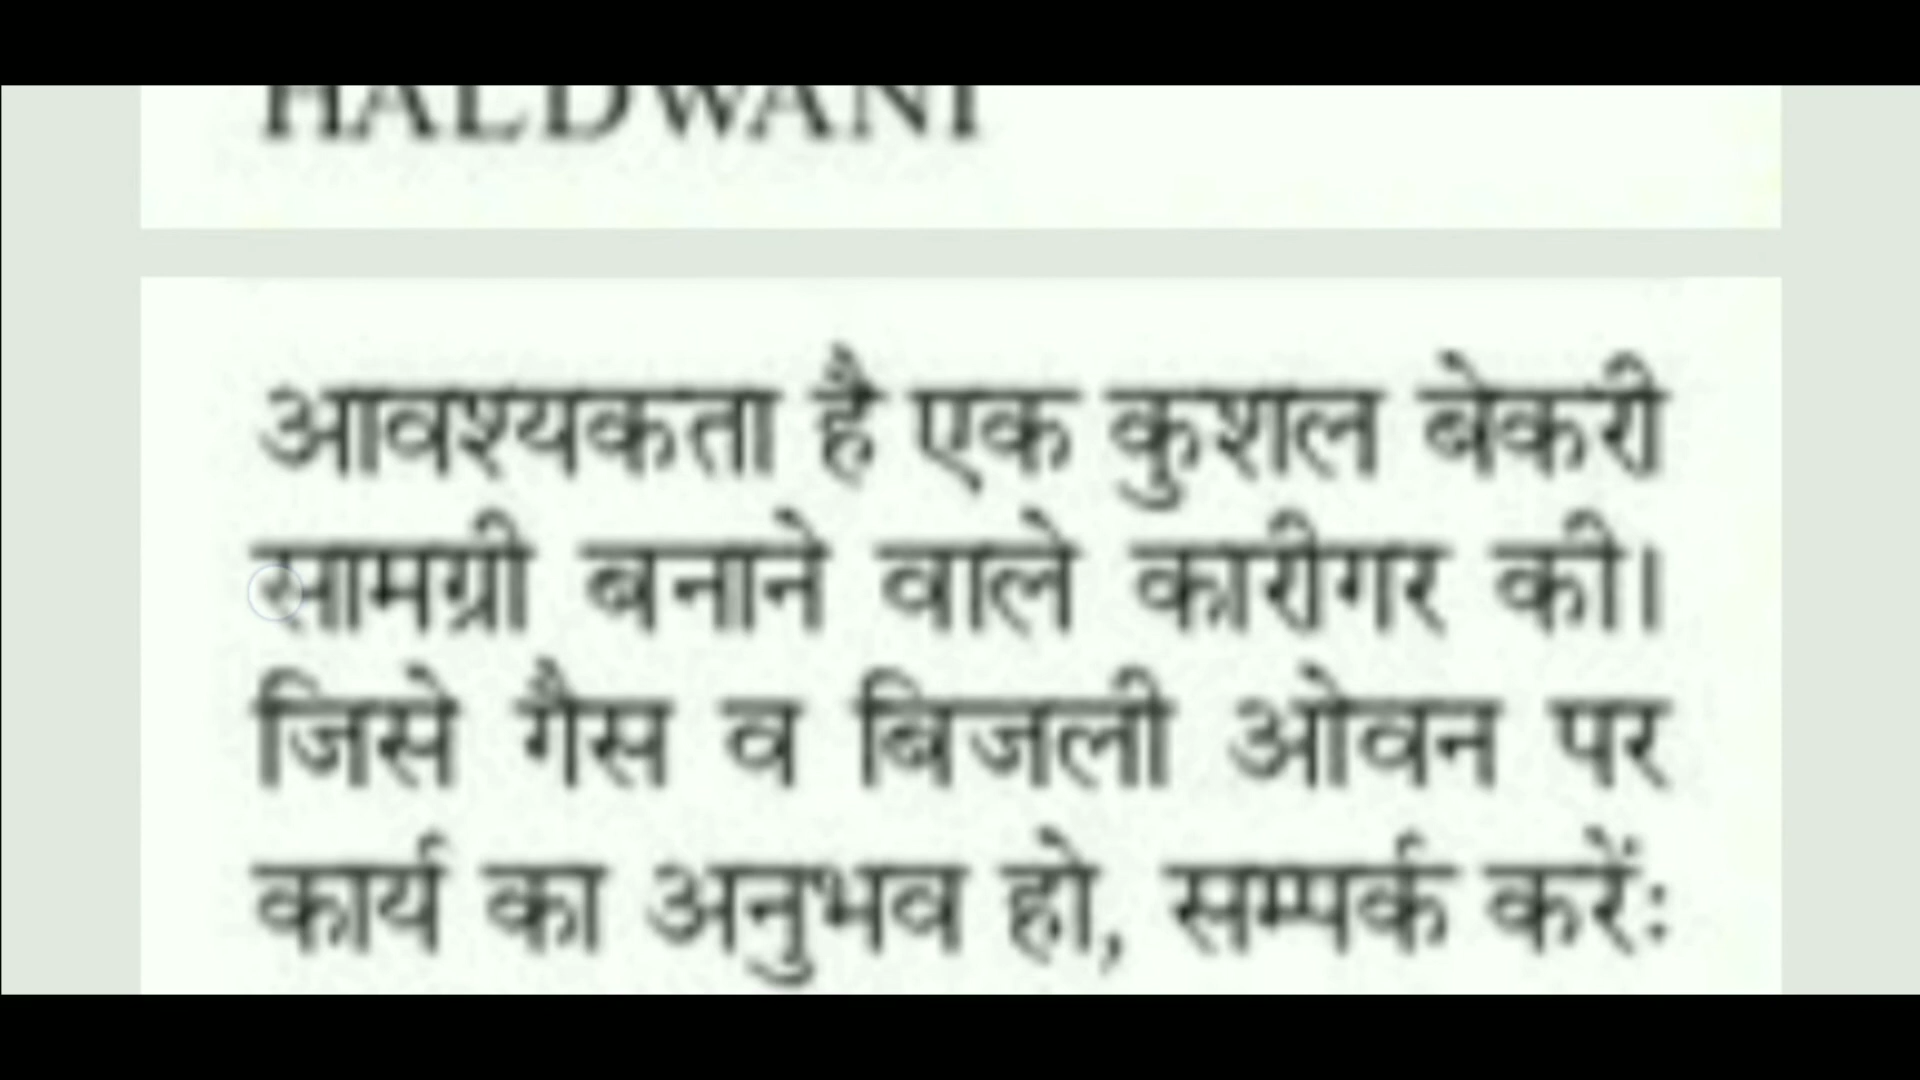 HALDWANI
आवश्यकता है एक कुशल बेकरी
सामग्री बनाने वाले कारीगर की।
जिसे गैस व बिजली ओवन पर
कार्य का अनुभव हो, सम्पर्क करें: